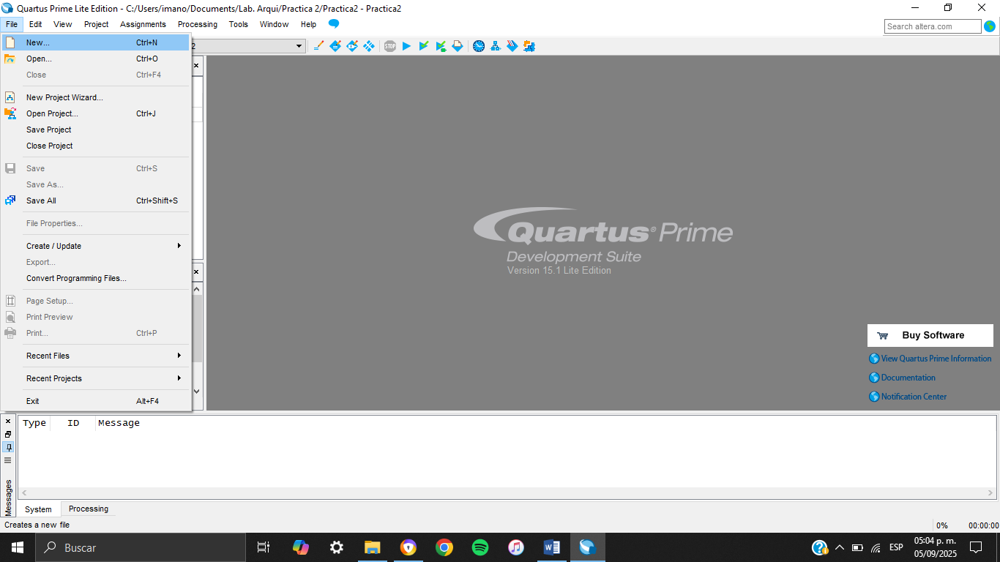 Quartus Prime Lite Edition - C:/Users/imano/Documents/Lab. Arqui/Practica 2/Practica2 - Practica2
File Edit View Project Assignments Processing Tools Window Help
Search altera.com
New... Ctrl+N
2
STOP
Open... Ctrl+O
Close Ctrl+F4
New Project Wizard...
Open Project... Ctrl+J
Save Project
Close Project
Save Ctrl+S
Save As...
Save All Ctrl+Shift+S
File Properties...
Create / Update
Export...
Convert Programming Files...
Page Setup...
Print Preview
Print... Ctrl+P
Recent Files
Recent Projects
Exit Alt+F4
Quartus® Prime
Development Suite
Version 15.1 Lite Edition
Buy Software
View Quartus Prime Information
Documentation
Notification Center
Type ID Message
Messages
System Processing
Creates a new file
0% 00:00:00
Buscar
ESP
05:04 p. m.
05/09/2025